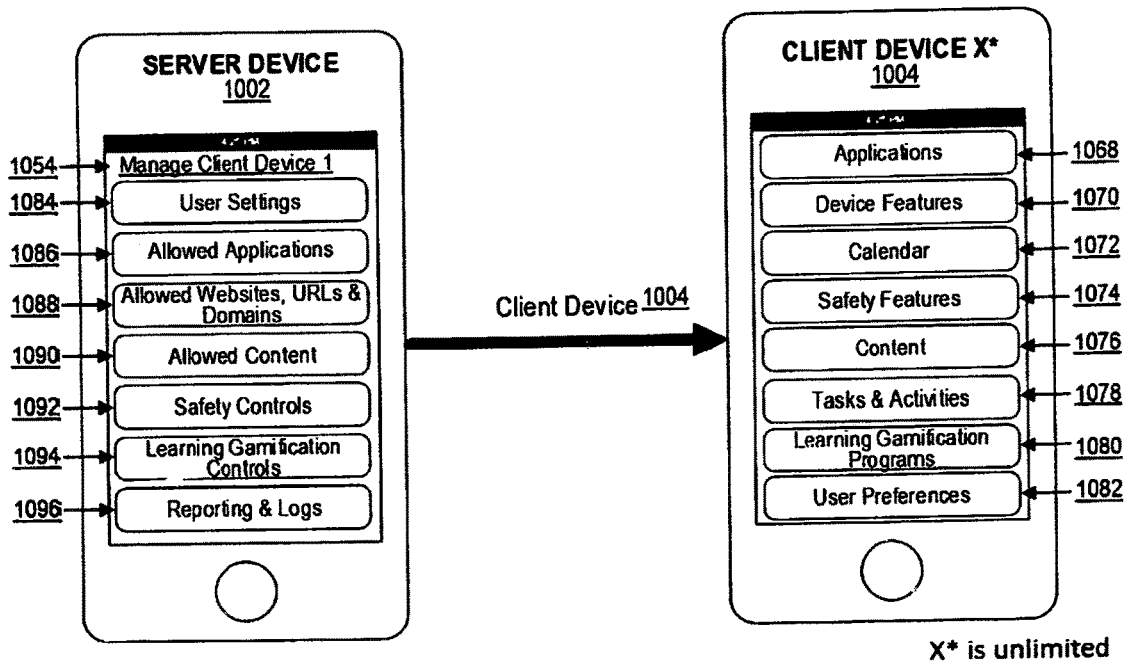 SERVER DEVICE
1002
Manage Client Device 1
User Settings
Allowed Applications
Allowed Websites, URLs &
Domains
Allowed Content
Safety Controls
Learning Gamification
Controls
Reporting & Logs
1054
1084
1086
1088
1090
1092
1094
1096
Client Device 1004
CLIENT DEVICE X*
1004
Applications
Device Features
Calendar
Safety Features
Content
Tasks & Activities
Learning Gamification
Programs
User Preferences
1068
1070
1072
1074
1076
1078
1080
1082
X* is unlimited